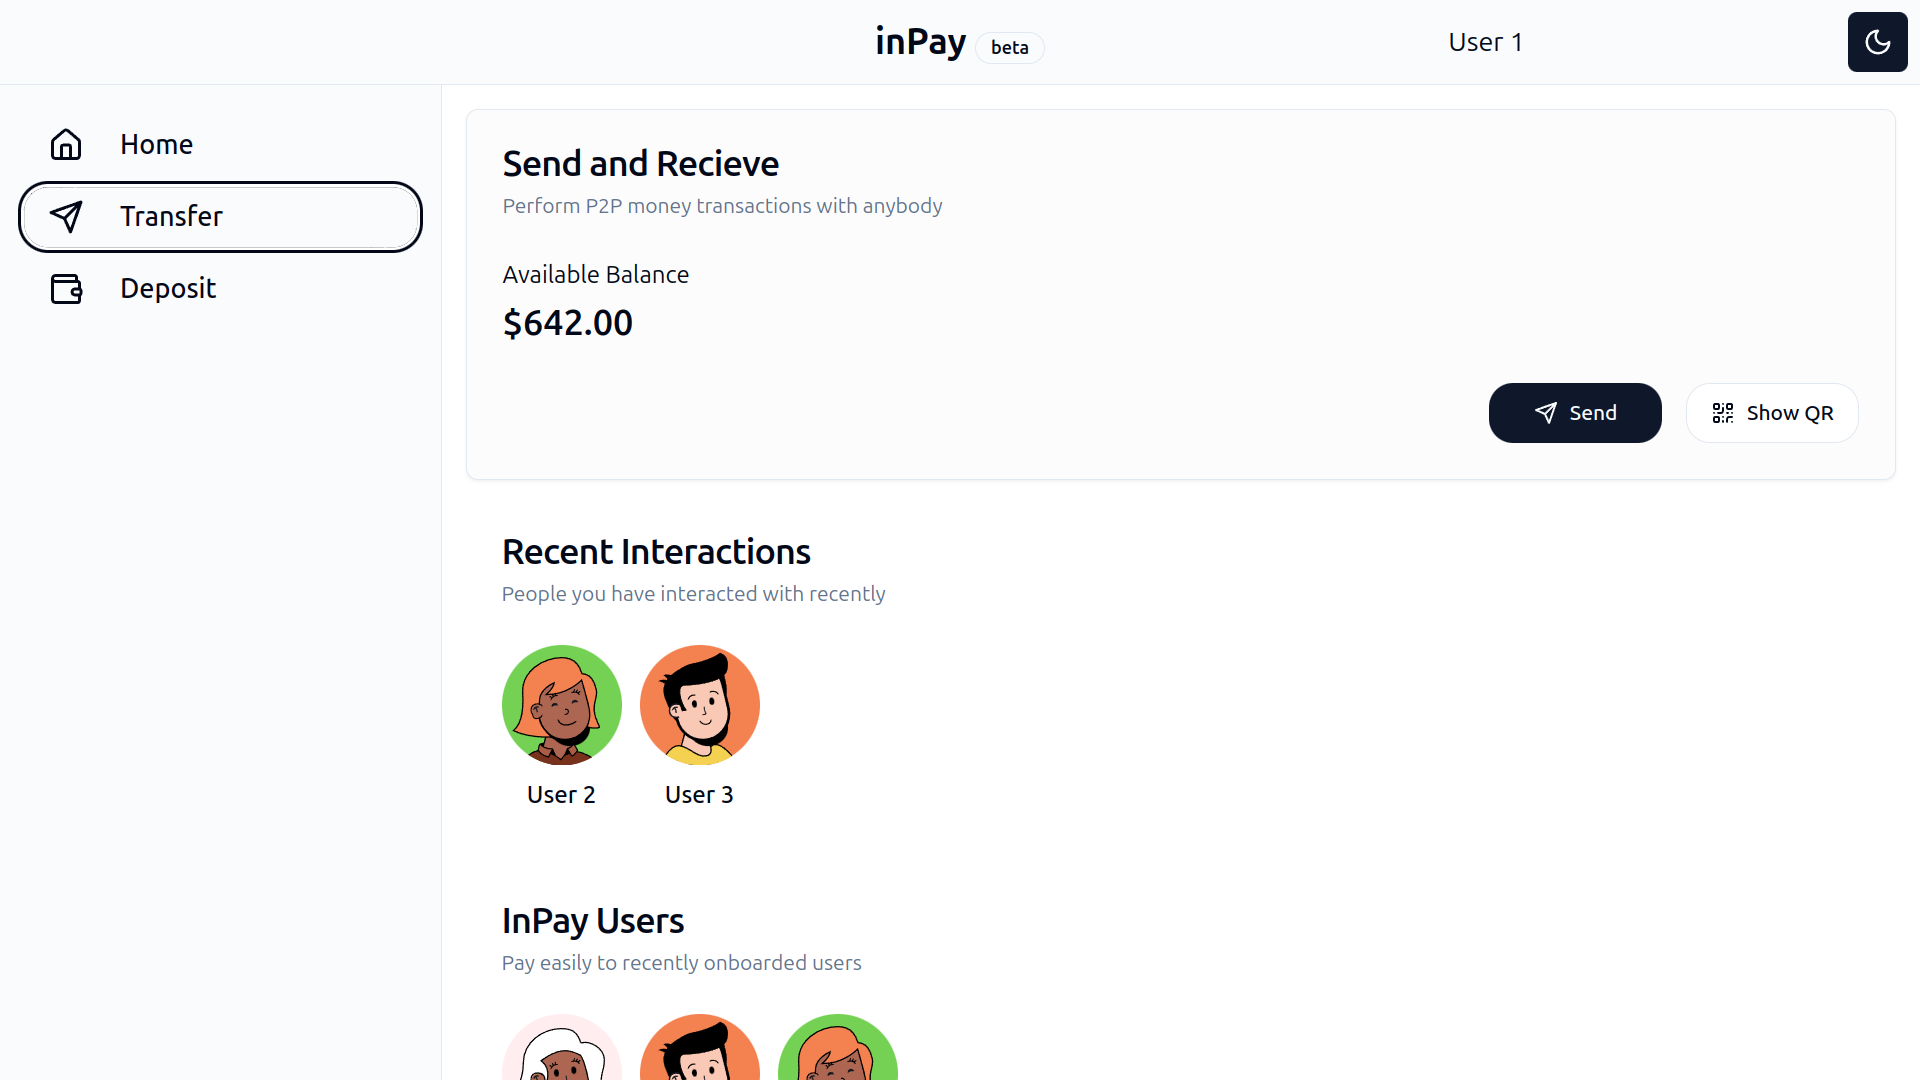 inPay beta
User 1
Home
Transfer
Deposit
Send and Recieve
Perform P2P money transactions with anybody
Available Balance
$642.00
Send
Show QR
Recent Interactions
People you have interacted with recently
User 2
User 3
InPay Users
Pay easily to recently onboarded users